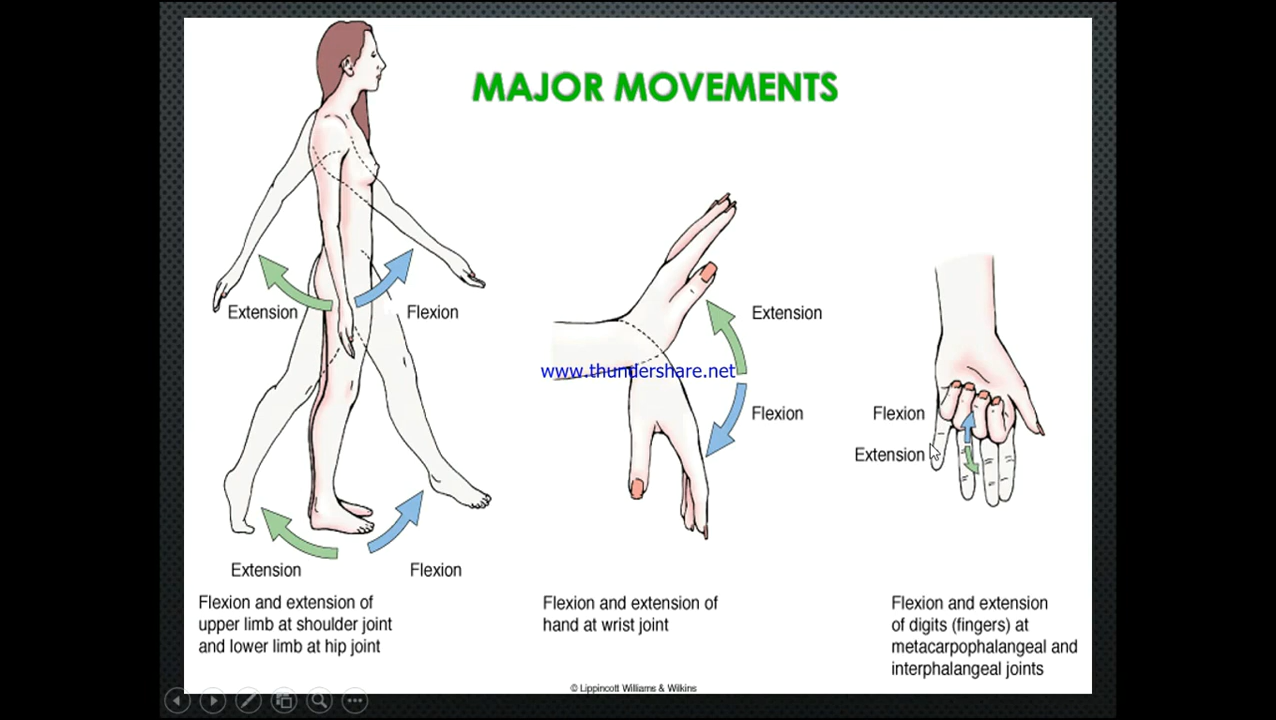 MAJOR MOVEMENTS
Extension
Flexion
Extension
Flexion
Flexion and extension of
upper limb at shoulder joint
and lower limb at hip joint
Extension
www.thundershare.net
Flexion
Flexion and extension of
hand at wrist joint
Flexion
Extension
Flexion and extension
of digits (fingers) at
metacarpophalangeal and
interphalangeal joints
© Lippincott Williams & Wilkins